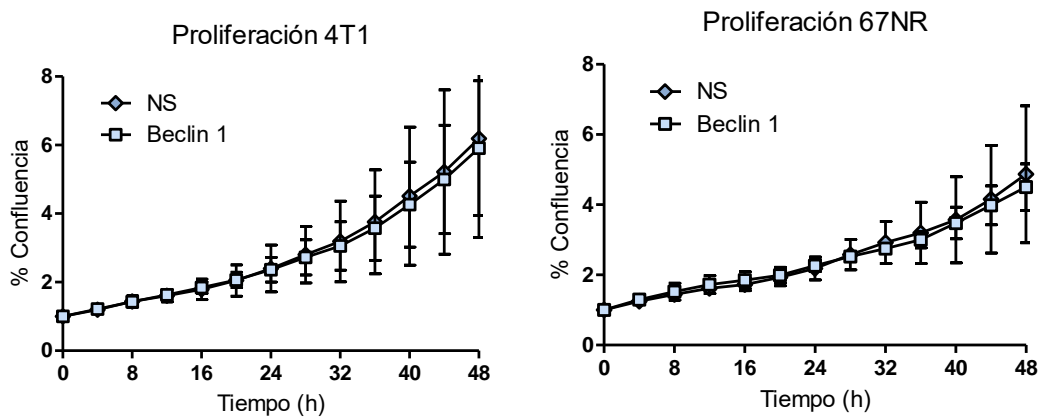 Proliferación 4T1
8
6
4
2
0
% Confluencia
NS
Beclin 1
0 8 16 24 32 40 48
Tiempo (h)
Proliferación 67NR
8
6
4
2
0
% Confluencia
NS
Beclin 1
0 8 16 24 32 40 48
Tiempo (h)